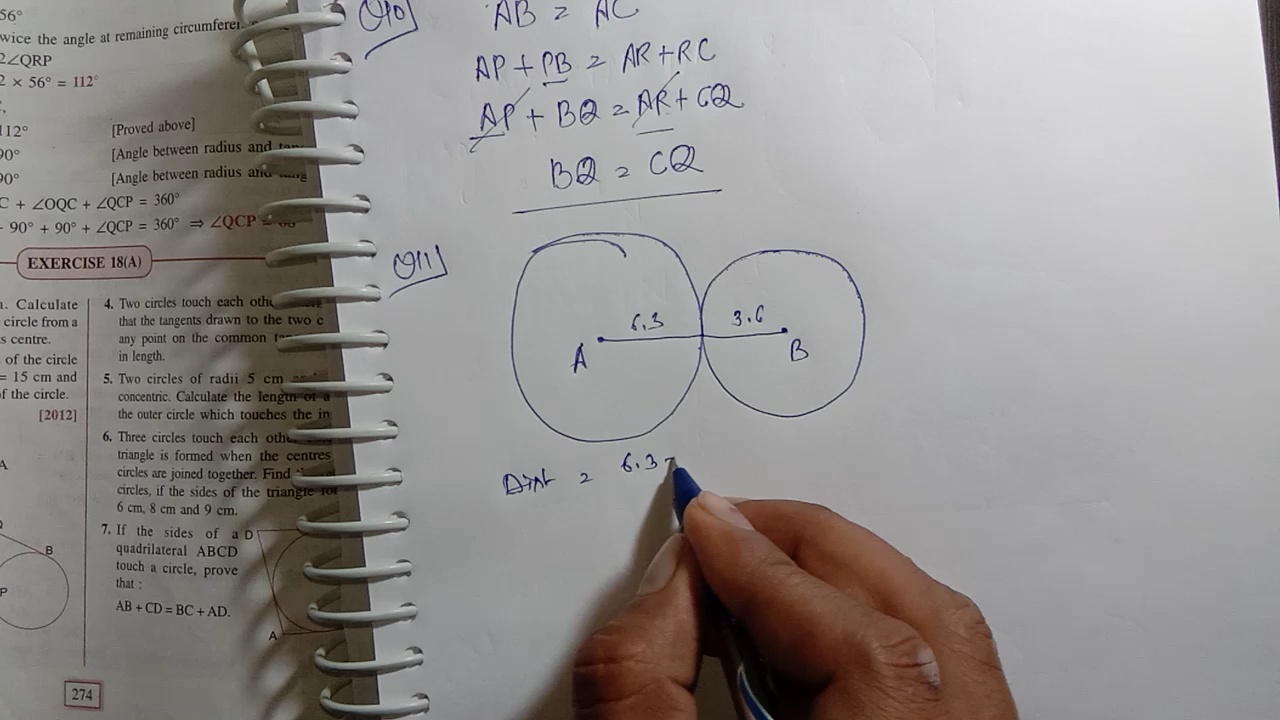 56°
wice the angle at remaining
2∠QRP
2 × 56° = 112°
112° [Proved above]
90° [Angle between radius and
90° [Angle between radius and
C + ∠OQC + ∠QCP = 360°
90° + 90° + ∠QCP = 360° ⇒ ∠QCP =
EXERCISE 18(A)
a. Calculate
circle from a
s centre.
of the circle
= 15 cm and
of the circle.
[2012]
A
B
P
4. Two circles touch each
that the tangents drawn to the two c
any point on the common
in length.
5. Two circles of radii 5 cm
concentric. Calculate the length of a
the outer circle which touches the in
6. Three circles touch each
triangle is formed when the centres
circles are joined together. Find
circles, if the sides of the triangle
6 cm, 8 cm and 9 cm.
7. If the sides of a
quadrilateral ABCD
touch a circle, prove
that :
AB + CD = BC + AD.
D
A
274
Q10]
AB = AC
AP + PB = AR + RC
AP + BQ = AR + CQ
BQ = CQ
Q11]
6.3 3.6
A B
Dist = 6.3